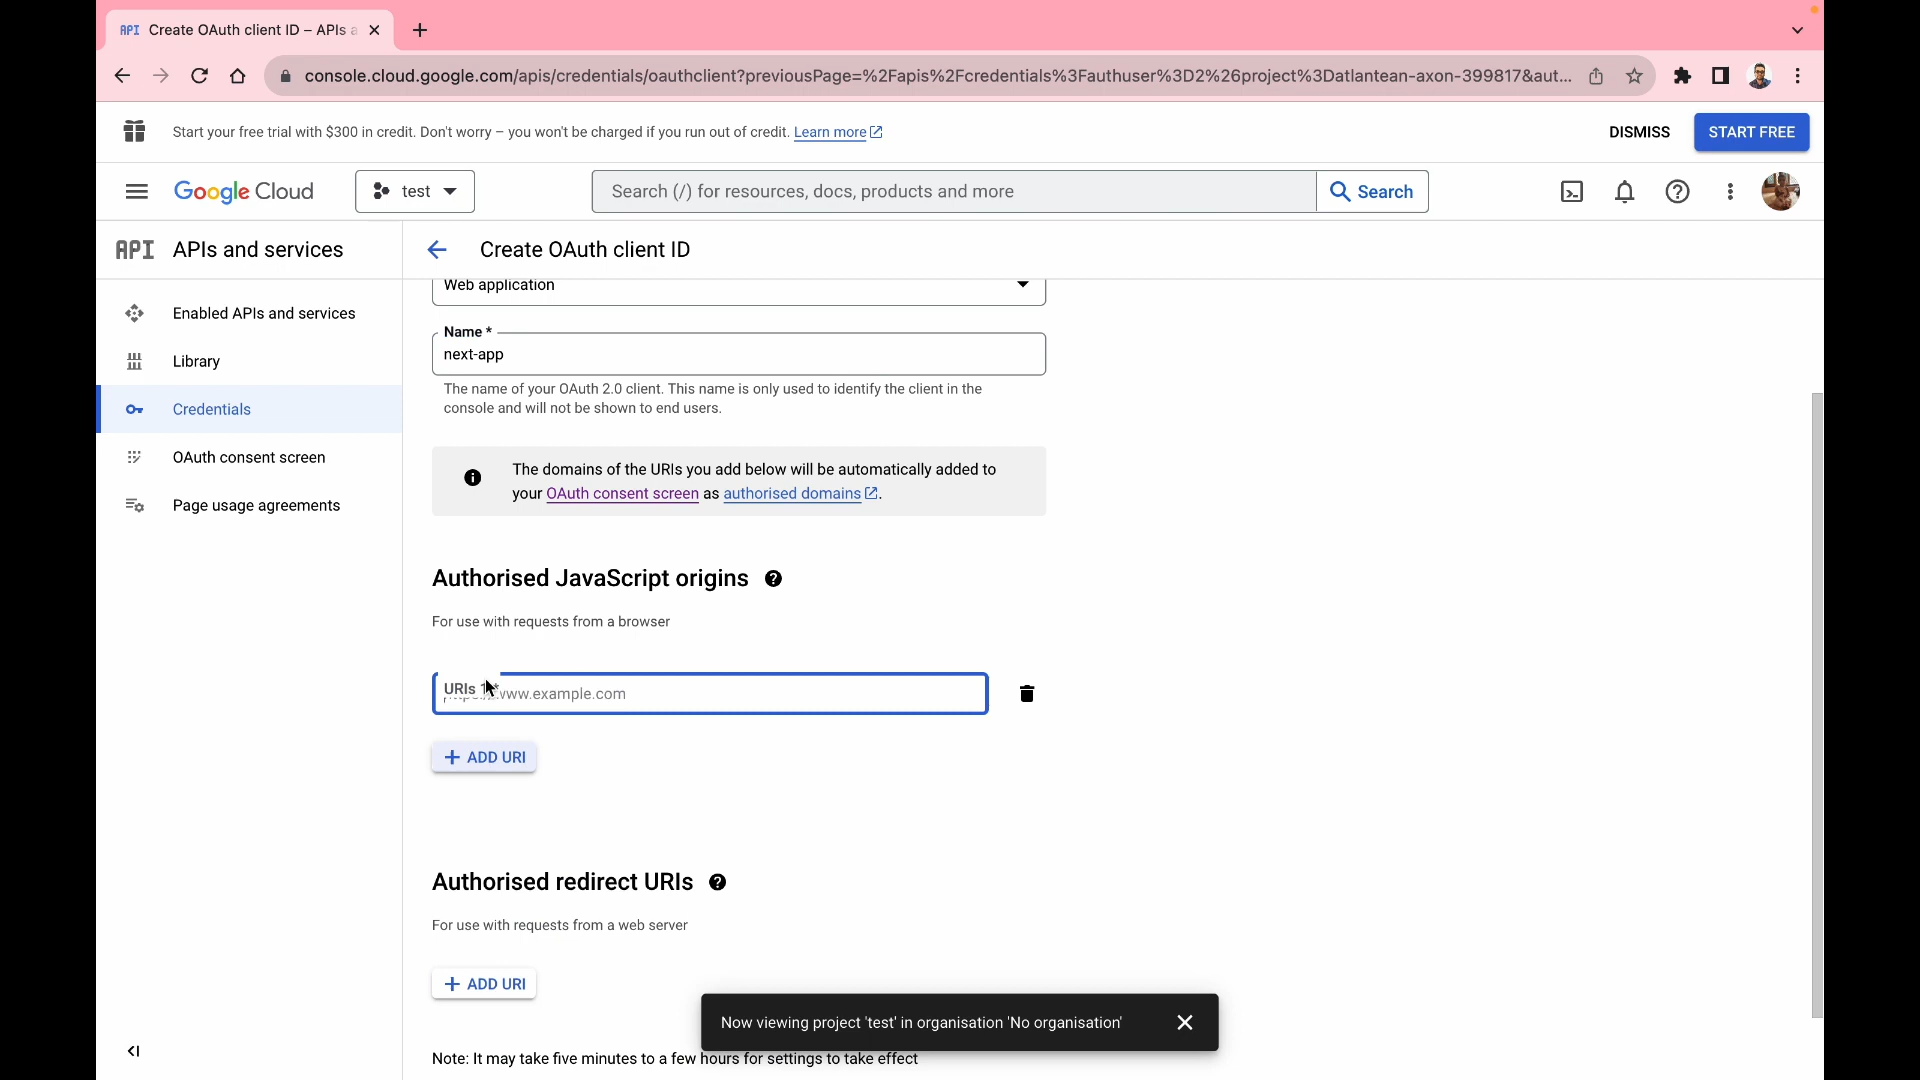 API Create OAuth client ID – APIs a
console.cloud.google.com/apis/credentials/oauthclient?previousPage=%2Fapis%2Fcredentials%3Fauthuser%3D2%26project%3Datlantean-axon-399817&aut...
Start your free trial with $300 in credit. Don't worry – you won't be charged if you run out of credit. Learn more
DISMISS
START FREE
Google Cloud
test
Search (/) for resources, docs, products and more
Search
API APIs and services
Create OAuth client ID
Enabled APIs and services
Library
Credentials
OAuth consent screen
Page usage agreements
Web application
Name *
next-app
The name of your OAuth 2.0 client. This name is only used to identify the client in the
console and will not be shown to end users.
The domains of the URIs you add below will be automatically added to
your OAuth consent screen as authorised domains.
Authorised JavaScript origins
For use with requests from a browser
URIs
www.example.com
+ ADD URI
Authorised redirect URIs
For use with requests from a web server
+ ADD URI
Now viewing project 'test' in organisation 'No organisation'
Note: It may take five minutes to a few hours for settings to take effect